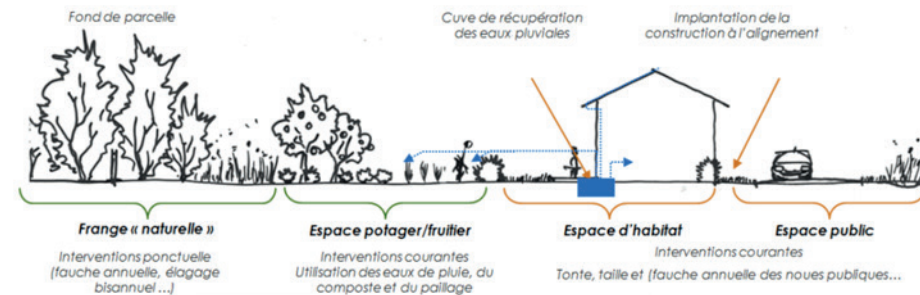 Fond de parcelle
Cuve de récupération
des eaux pluviales
Implantation de la
construction à l'alignement
Frange « naturelle »
Interventions ponctuelle
(fauche annuelle, élagage
bisannuel …)
Espace potager/fruitier
Interventions courantes
Utilisation des eaux de pluie, du
composte et du paillage
Espace d'habitat
Espace public
Interventions courantes
Tonte, taille et (fauche annuelle des noues publiques…